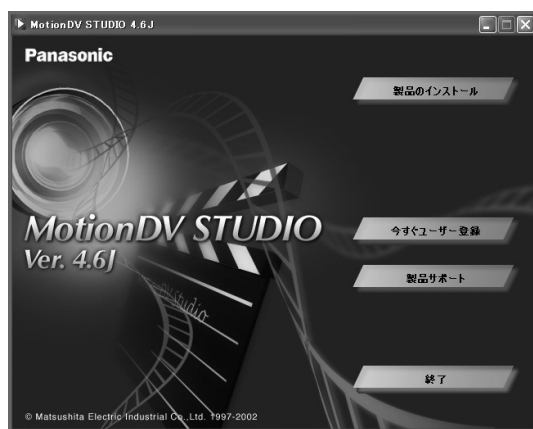 MotionDV STUDIO 4.6J
Panasonic
製品のインストール
MotionDV STUDIO
Ver. 4.6J
今すぐユーザー登録
製品サポート
DV Studio
終了
© Matsushita Electric Industrial Co.,Ltd. 1997-2002